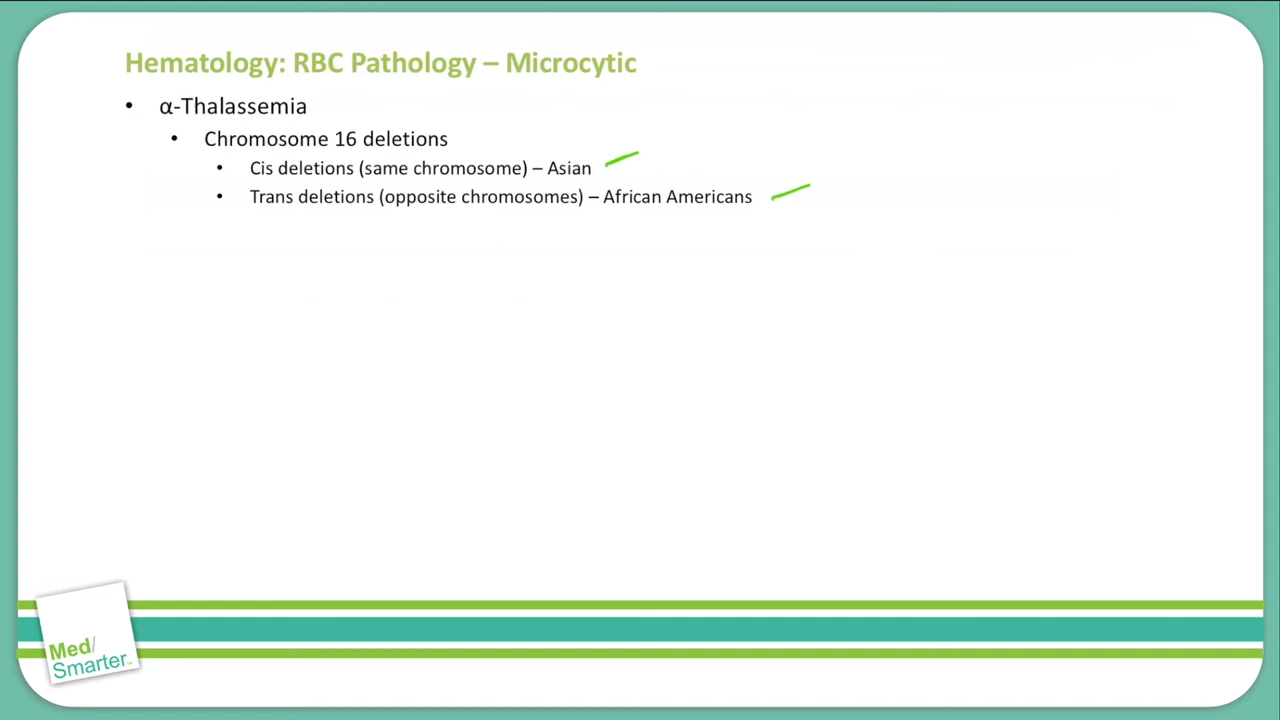 Hematology: RBC Pathology – Microcytic
• α-Thalassemia
• Chromosome 16 deletions
• Cis deletions (same chromosome) – Asian
• Trans deletions (opposite chromosomes) – African Americans
Med/
Smarter™